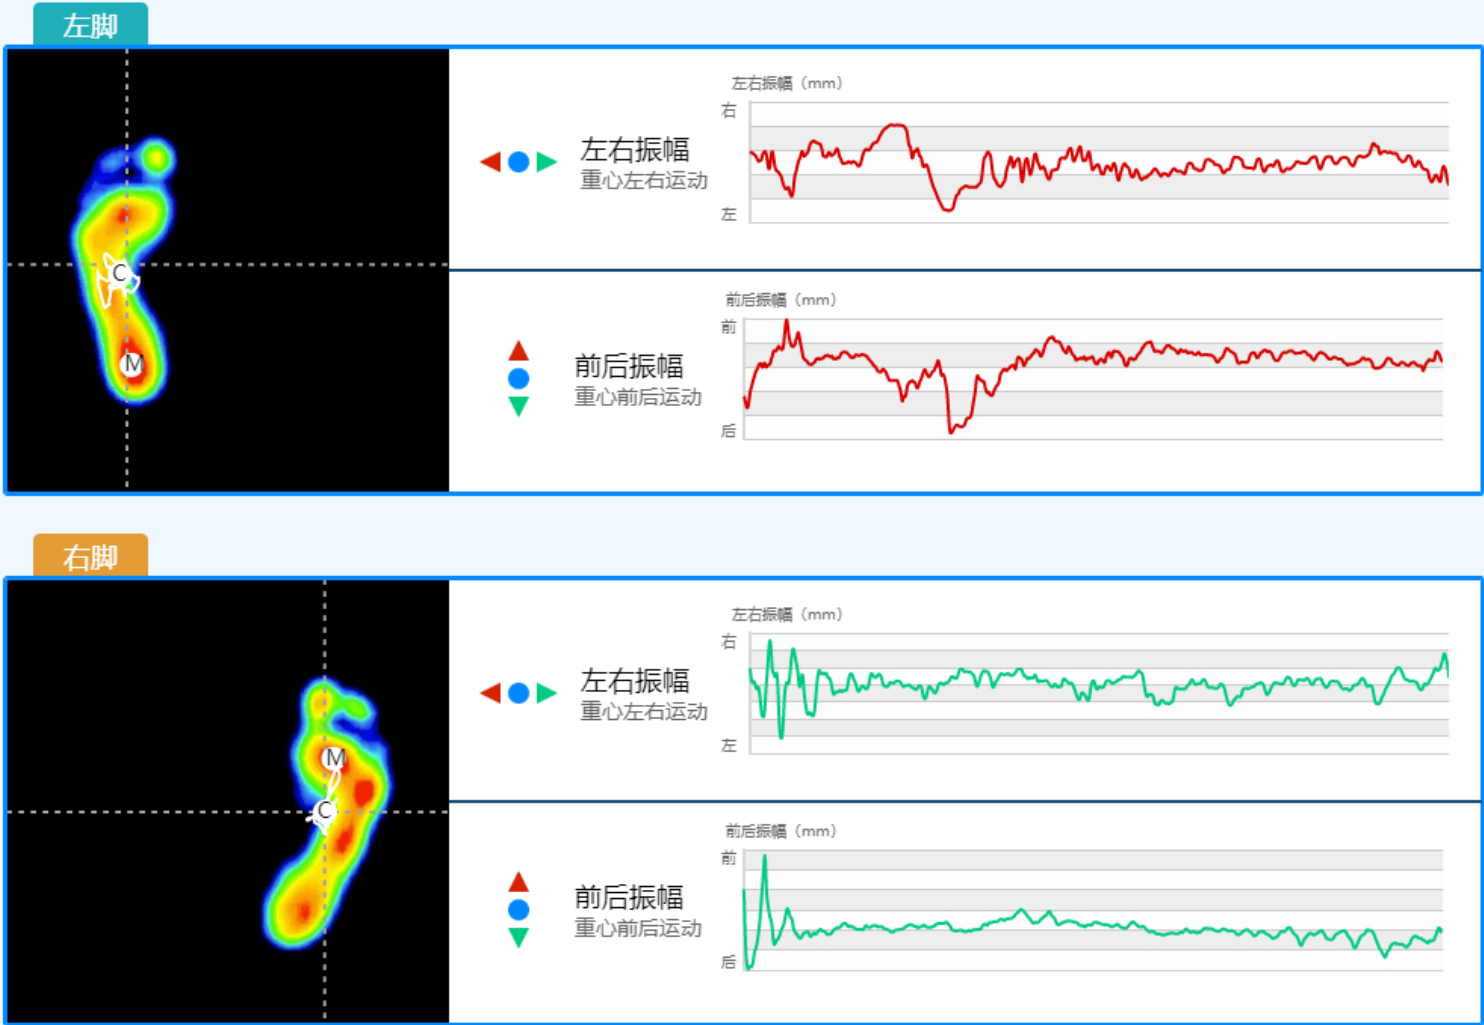 左脚
左右振幅（mm）
右
左右振幅
重心左右运动
左
C
前后振幅（mm）
前
M
前后振幅
重心前后运动
后
右脚
左右振幅（mm）
右
左右振幅
重心左右运动
左
M
C
前后振幅（mm）
前
前后振幅
重心前后运动
后